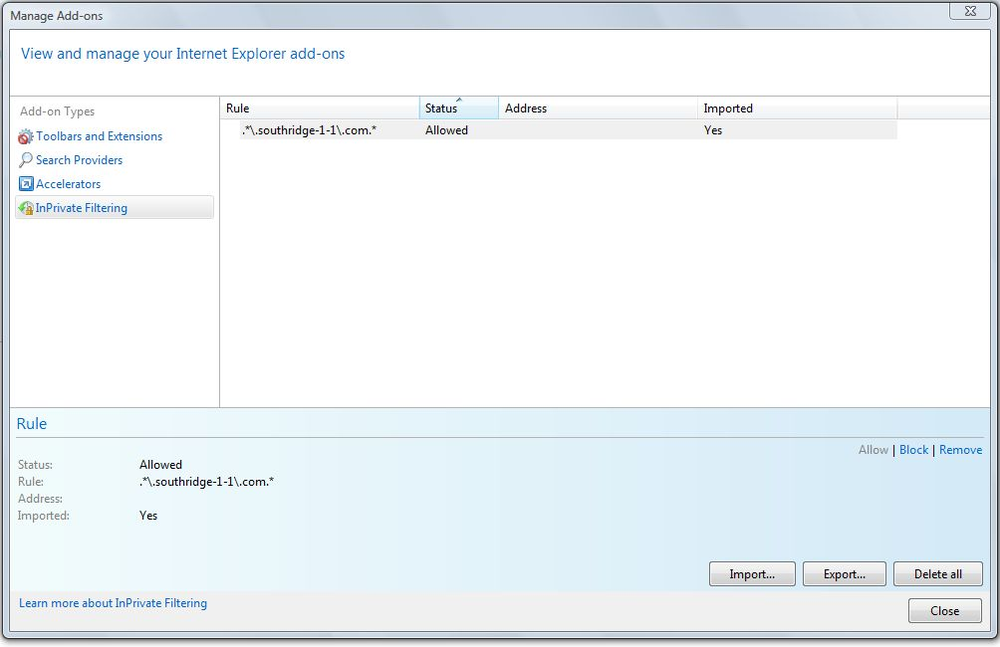 Manage Add-ons
View and manage your Internet Explorer add-ons
Add-on Types
Toolbars and Extensions
Search Providers
Accelerators
InPrivate Filtering
Rule Status Address Imported
.*\.southridge-1-1\.com.* Allowed Yes
Rule
Allow | Block | Remove
Status: Allowed
Rule: .*\.southridge-1-1\.com.*
Address:
Imported: Yes
Import... Export... Delete all
Learn more about InPrivate Filtering
Close